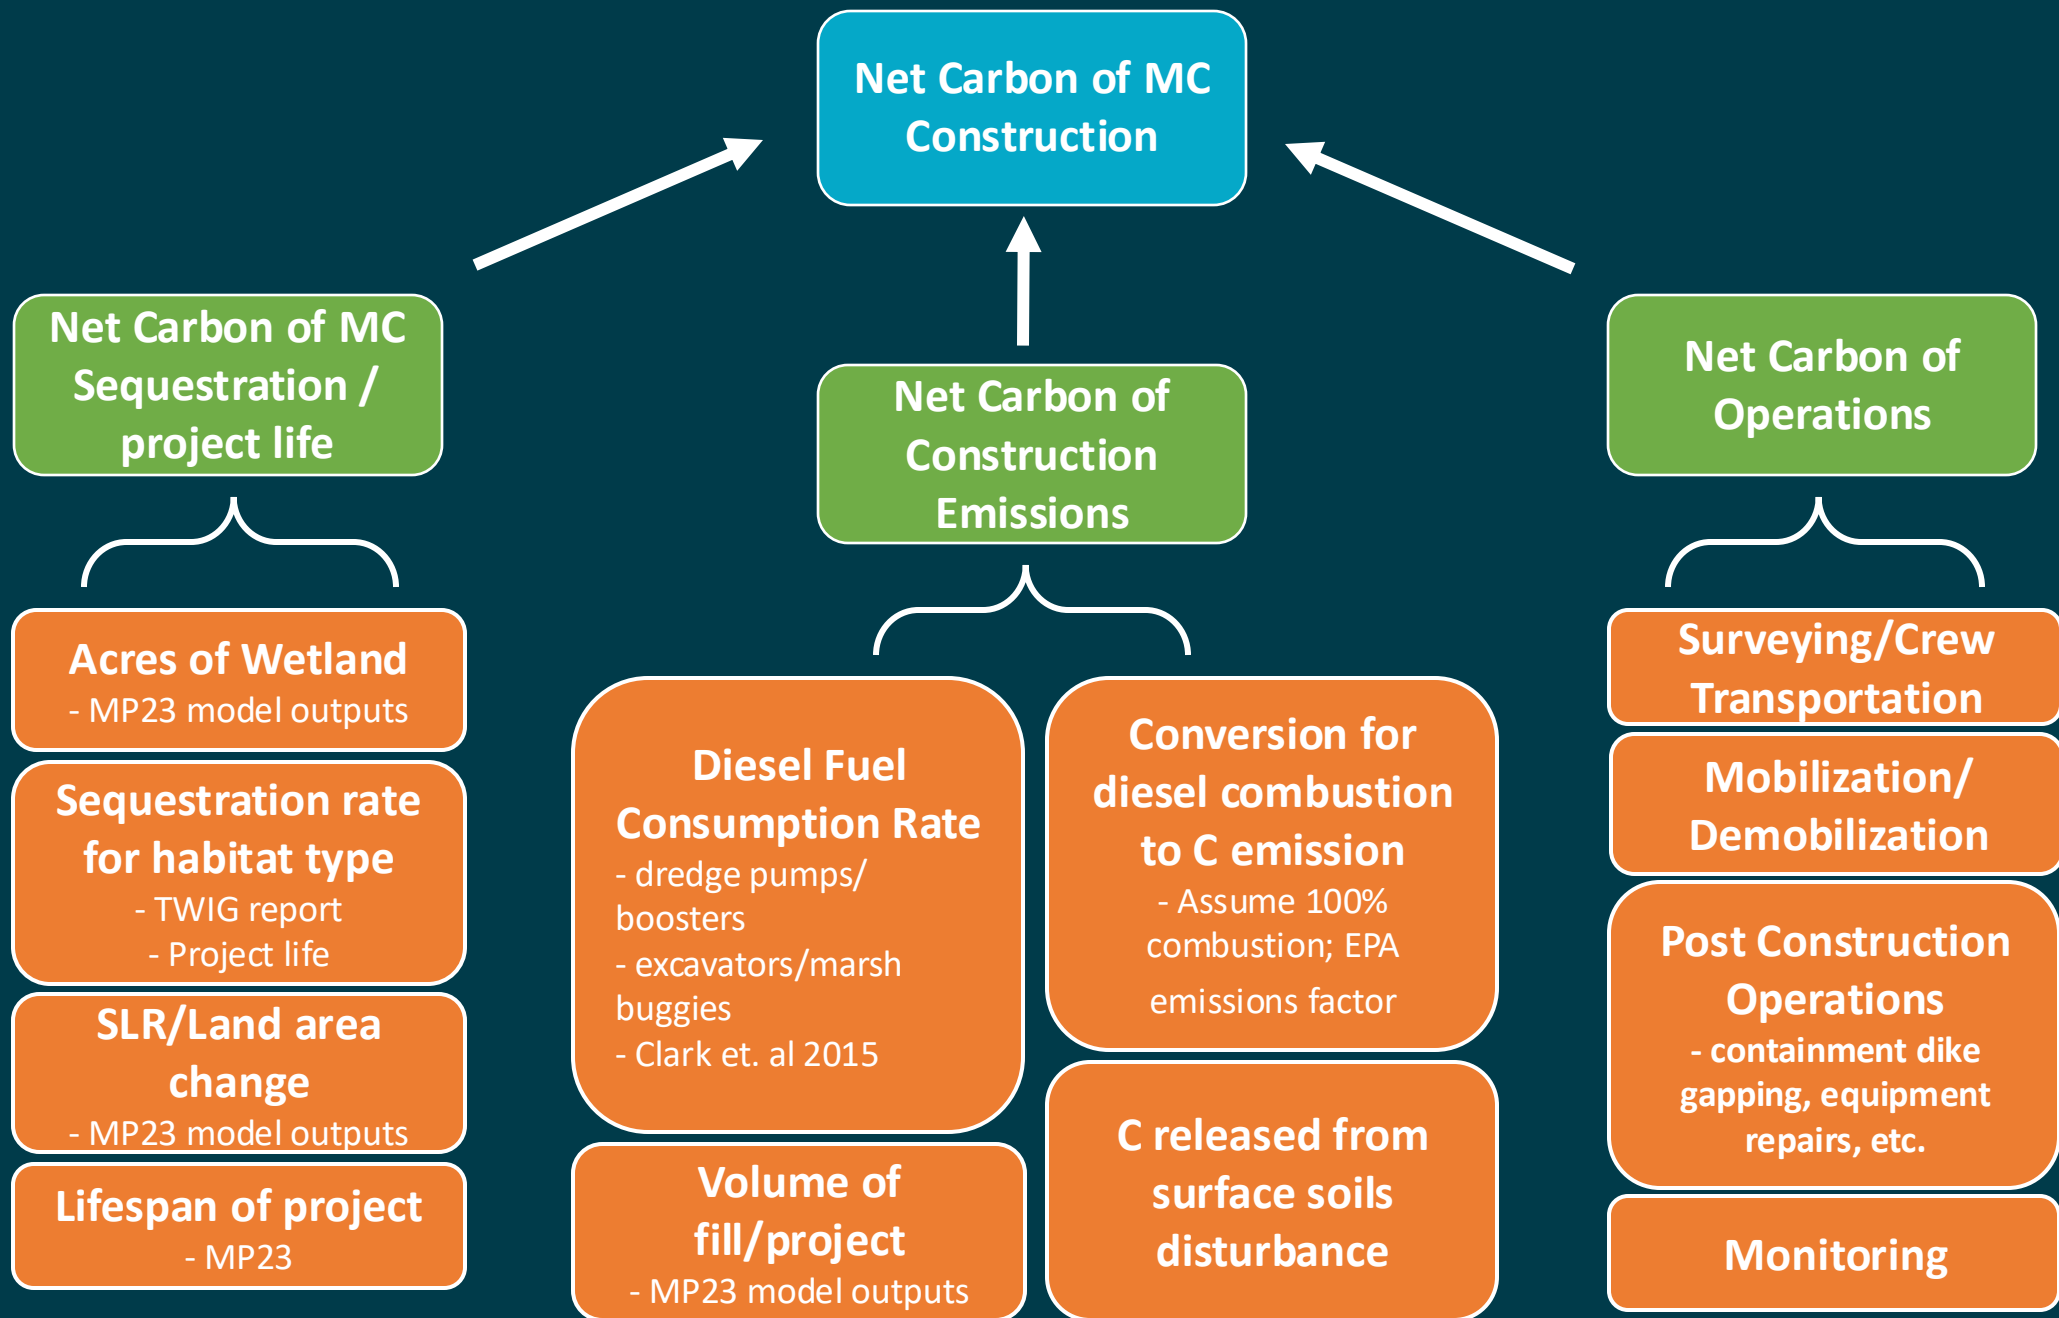 Net Carbon of MC
Construction
Net Carbon of MC
Sequestration /
project life
Acres of Wetland
- MP23 model outputs
Sequestration rate
for habitat type
- TWIG report
- Project life
SLR/Land area
change
- MP23 model outputs
Lifespan of project
- MP23
Net Carbon of
Construction
Emissions
Diesel Fuel
Consumption Rate
- dredge pumps/
boosters
- excavators/marsh
buggies
- Clark et. al 2015
Volume of
fill/project
- MP23 model outputs
Conversion for
diesel combustion
to C emission
- Assume 100%
combustion; EPA
emissions factor
C released from
surface soils
disturbance
Net Carbon of
Operations
Surveying/Crew
Transportation
Mobilization/
Demobilization
Post Construction
Operations
- containment dike
gapping, equipment
repairs, etc.
Monitoring